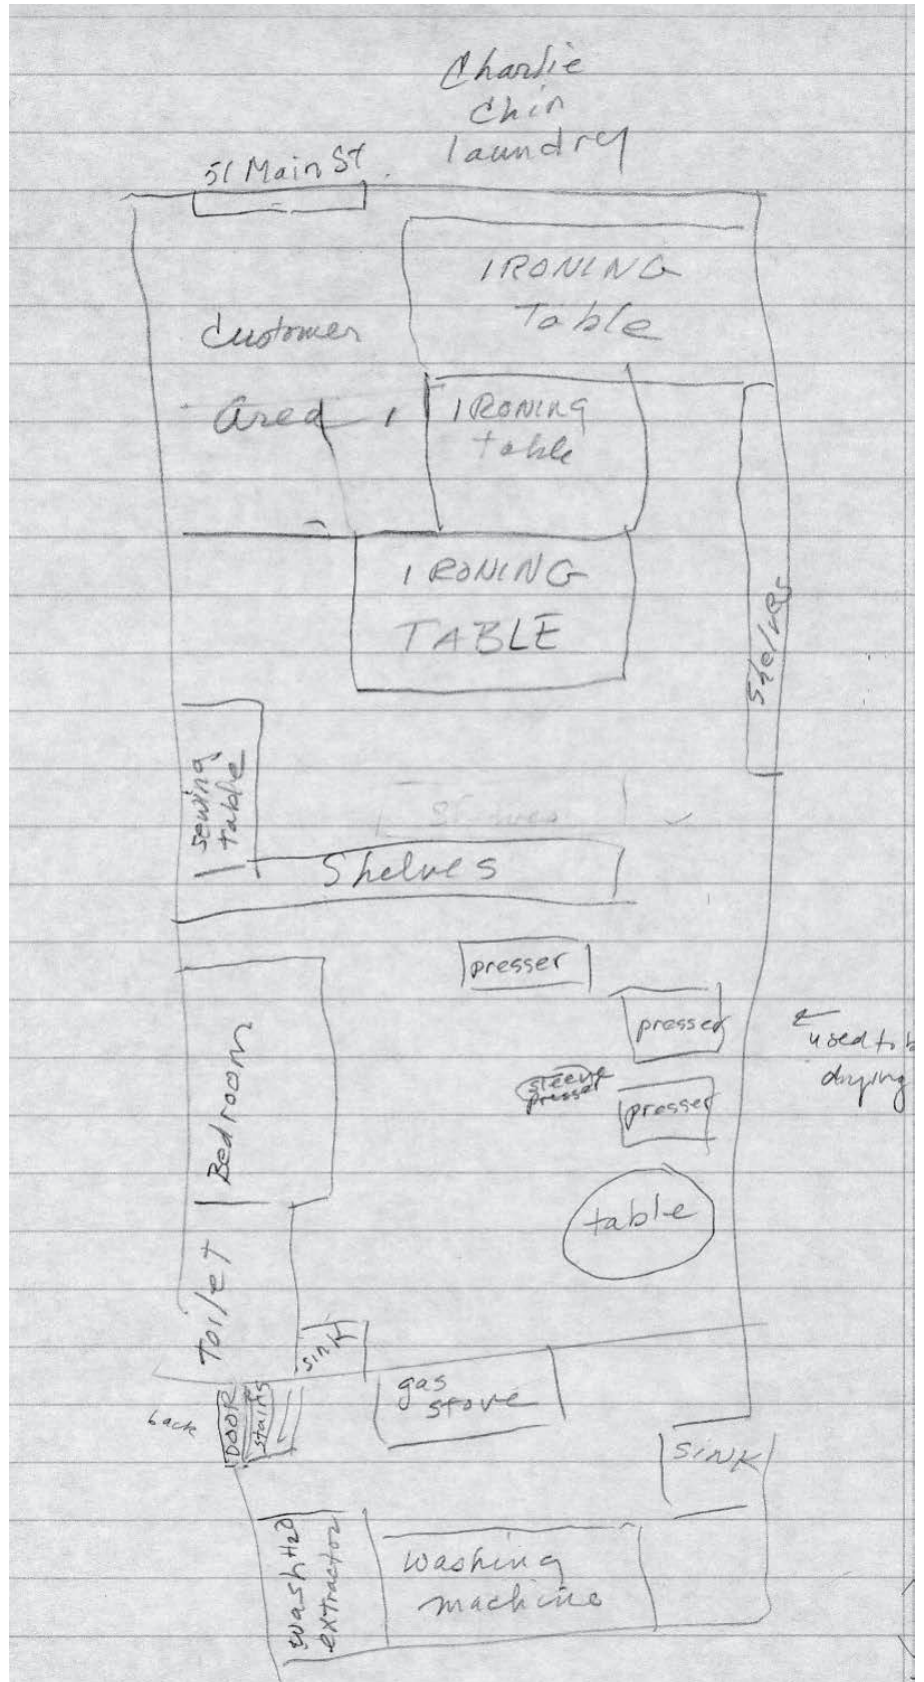 Charlie
Chin
laundry
51 Main St
IRONING
Table
Customer
area
IRONING
table
IRONING
TABLE
Shelves
sewing
table
Shelves
Shelves
presser
presser
used to b
drying
sleeve
presser
presser
Bedroom
table
Toilet
sink
gas
stove
back
DOOR
stairs
SINK
wash H20
extractor
washing
machine